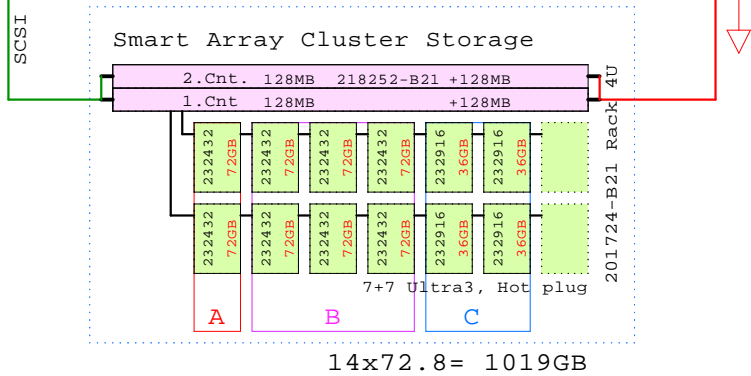 SCSI
Smart Array Cluster Storage
2.Cnt. 128MB 218252-B21 +128MB
1.Cnt 128MB +128MB
201724-B21 Rack 4U
232432 72GB 232432 72GB 232432 72GB 232432 72GB 232916 36GB 232916 36GB
232432 72GB 232432 72GB 232432 72GB 232432 72GB 232916 36GB 232916 36GB
7+7 Ultra3, Hot plug
A B C
14x72.8= 1019GB